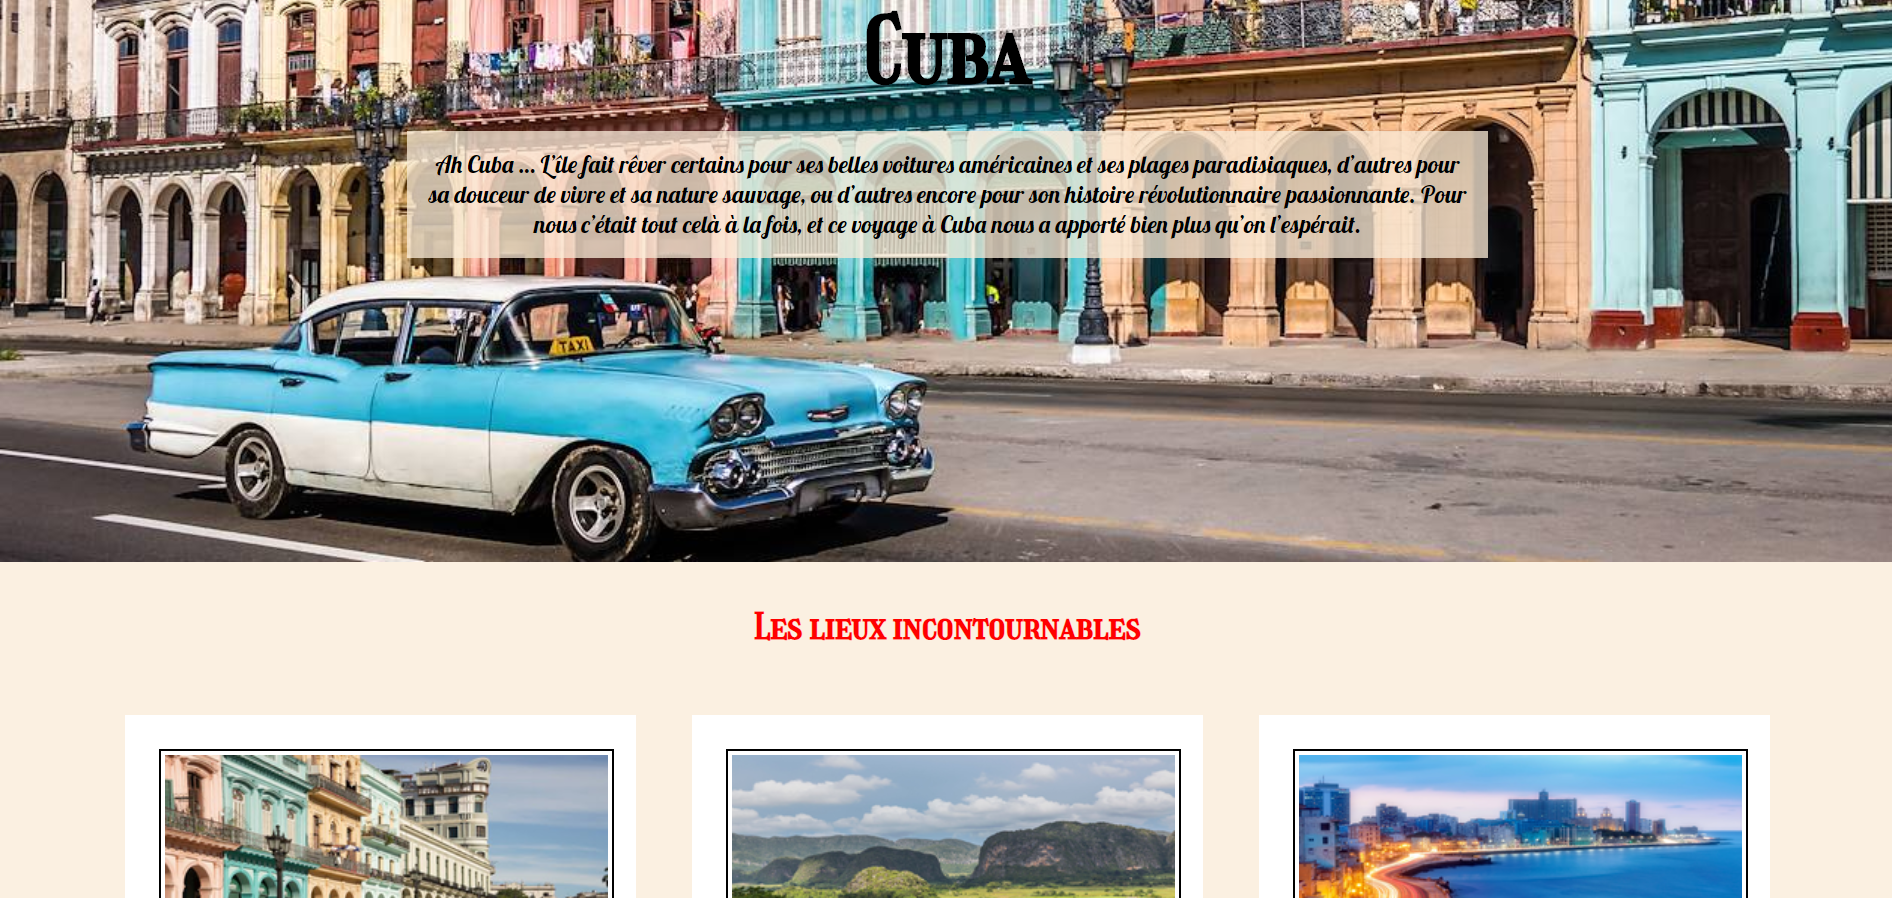 Cuba
Ah Cuba ... L'île fait rêver certains pour ses belles voitures américaines et ses plages paradisiaques, d'autres pour
sa douceur de vivre et sa nature sauvage, ou d'autres encore pour son histoire révolutionnaire passionnante. Pour
nous c'était tout celà à la fois, et ce voyage à Cuba nous a apporté bien plus qu'on l'espérait.
TAXI
Les lieux incontournables